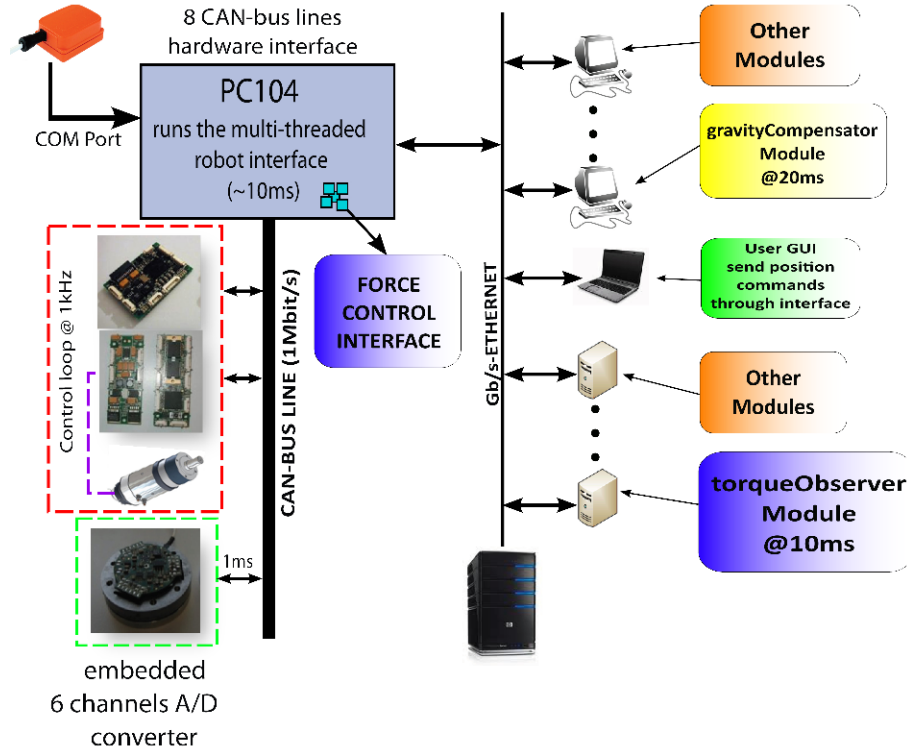 8 CAN-bus lines
hardware interface
COM Port
PC104
runs the multi-threaded
robot interface
(~10ms)
FORCE
CONTROL
INTERFACE
Control loop @ 1kHz
CAN-BUS LINE (1Mbit/s)
1ms
embedded
6 channels A/D
converter
Gb/s-ETHERNET
Other
Modules
gravityCompensator
Module
@20ms
User GUI
send position
commands
through interface
Other
Modules
torqueObserver
Module
@10ms